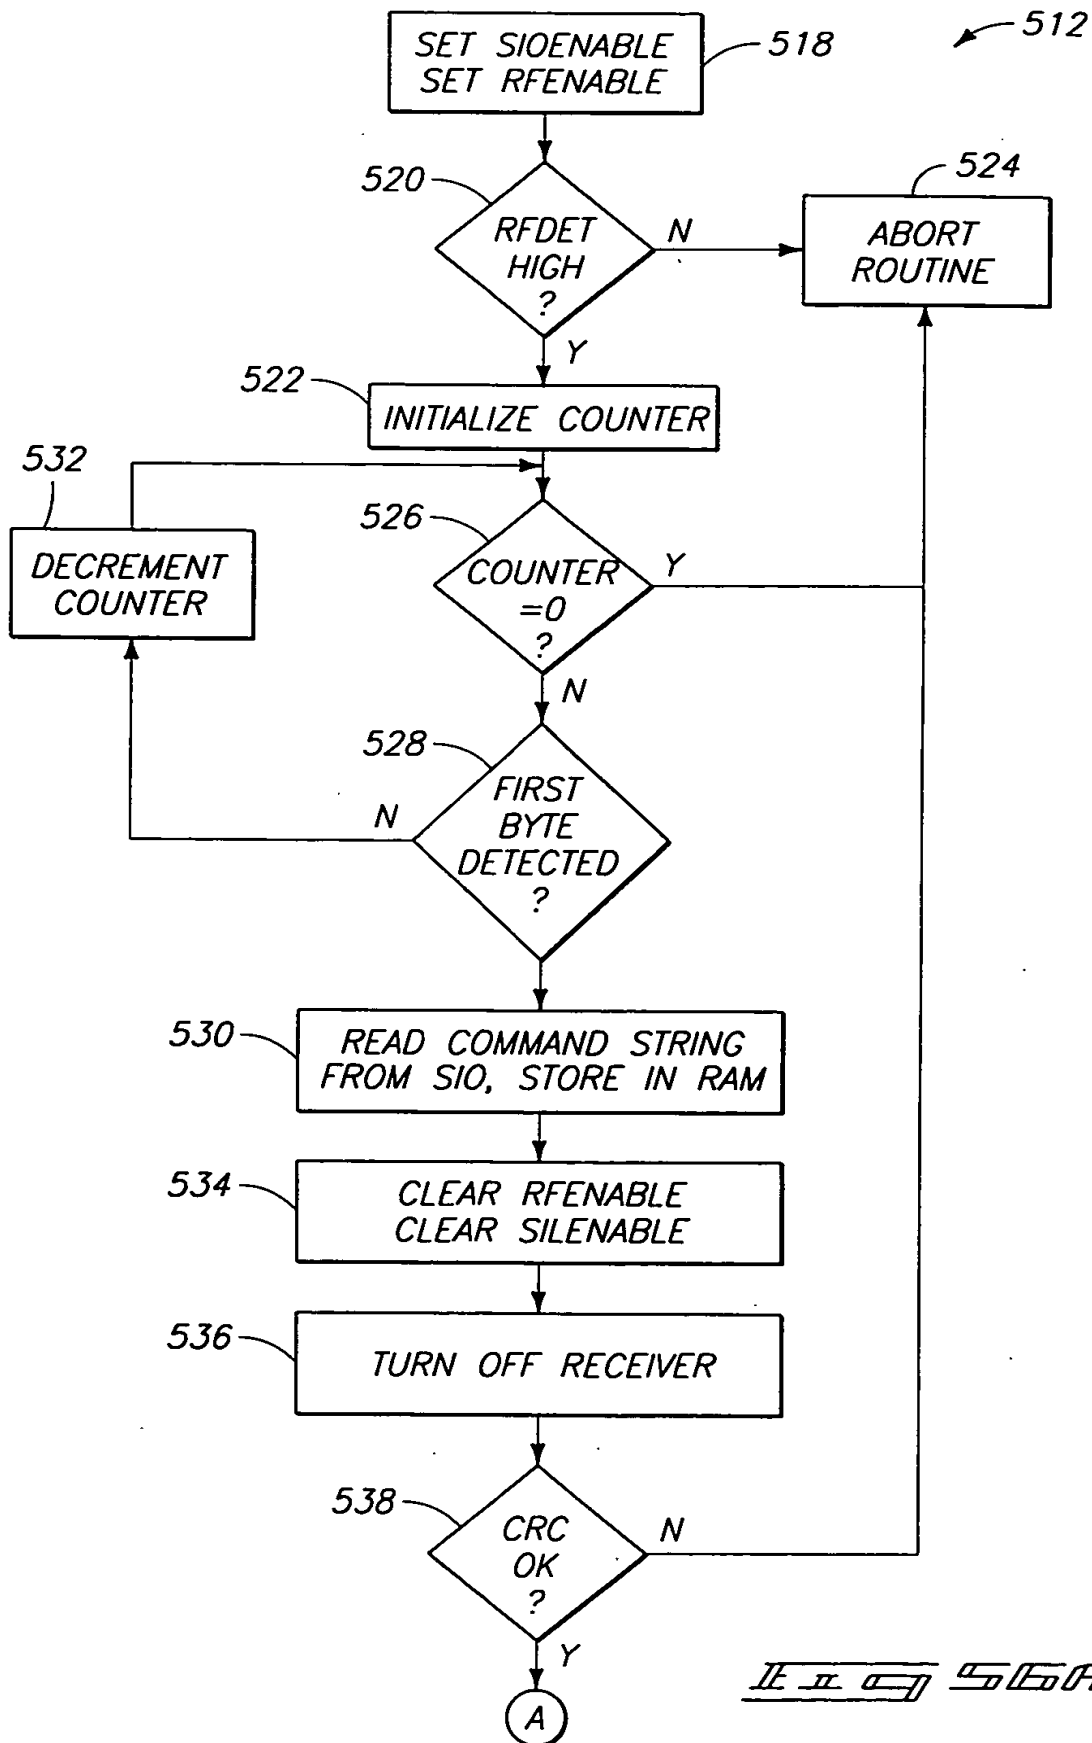 512
SET SIOENABLE
SET RFENABLE
518
520
RFDET
HIGH
?
N
Y
524
ABORT
ROUTINE
522
INITIALIZE COUNTER
532
DECREMENT
COUNTER
526
COUNTER
=0
?
Y
N
528
FIRST
BYTE
DETECTED
?
N
530
READ COMMAND STRING
FROM SIO, STORE IN RAM
534
CLEAR RFENABLE
CLEAR SILENABLE
536
TURN OFF RECEIVER
538
CRC
OK
?
N
Y
A
Fig 56A